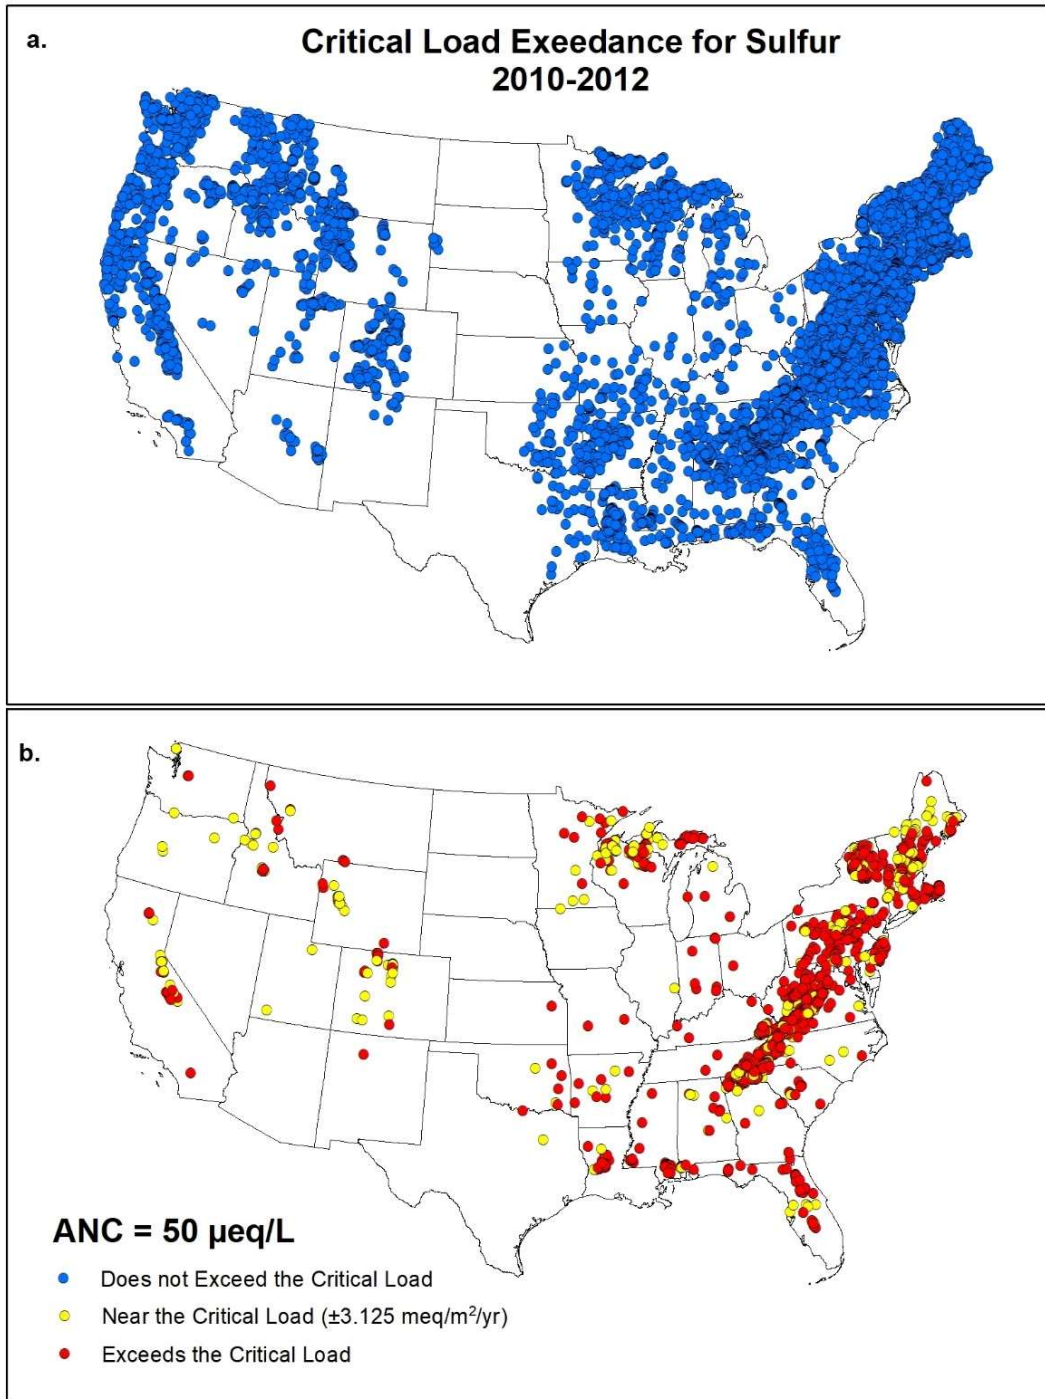 a.
Critical Load Exeedance for Sulfur
2010-2012
b.
ANC = 50 μeq/L
Does not Exceed the Critical Load
Near the Critical Load (±3.125 meq/m²/yr)
Exceeds the Critical Load